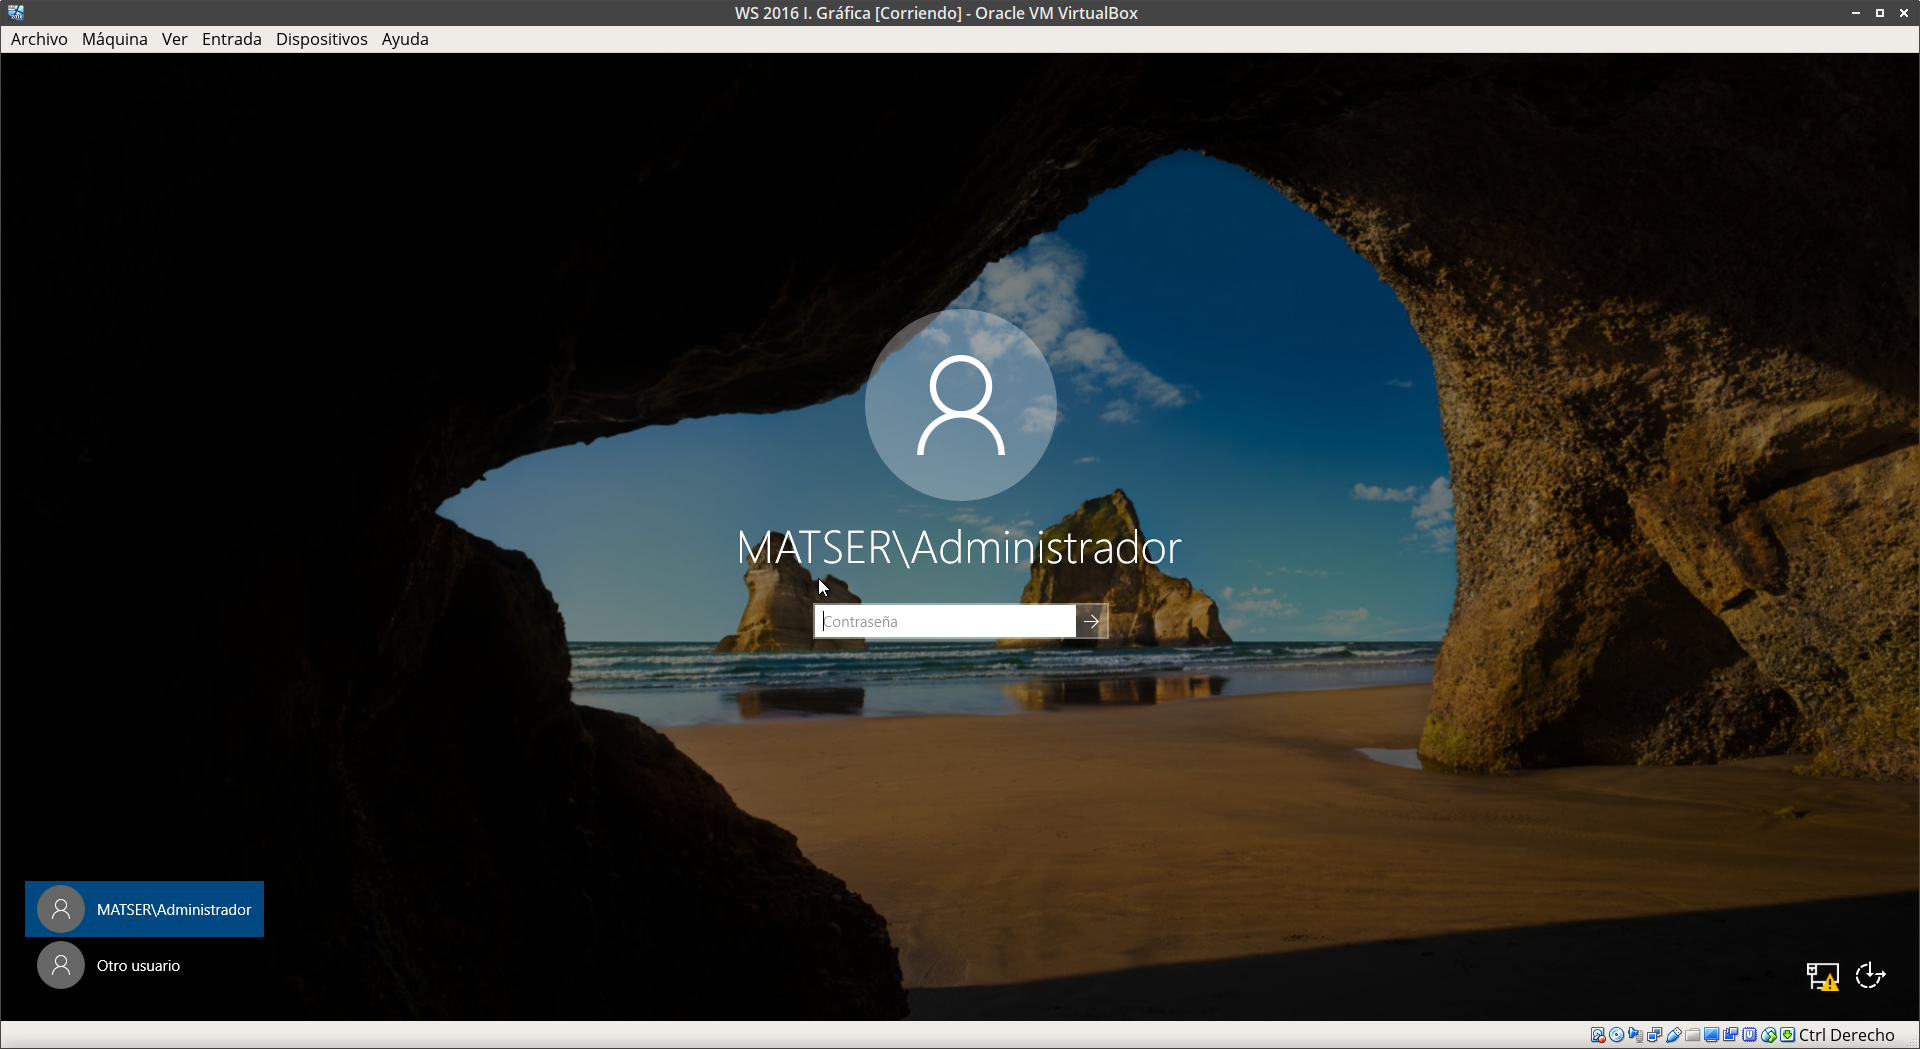 WS 2016 I. Gráfica [Corriendo] - Oracle VM VirtualBox
Archivo Máquina Ver Entrada Dispositivos Ayuda
MATSER\Administrador
Contraseña
MATSER\Administrador
Otro usuario
Ctrl Derecho